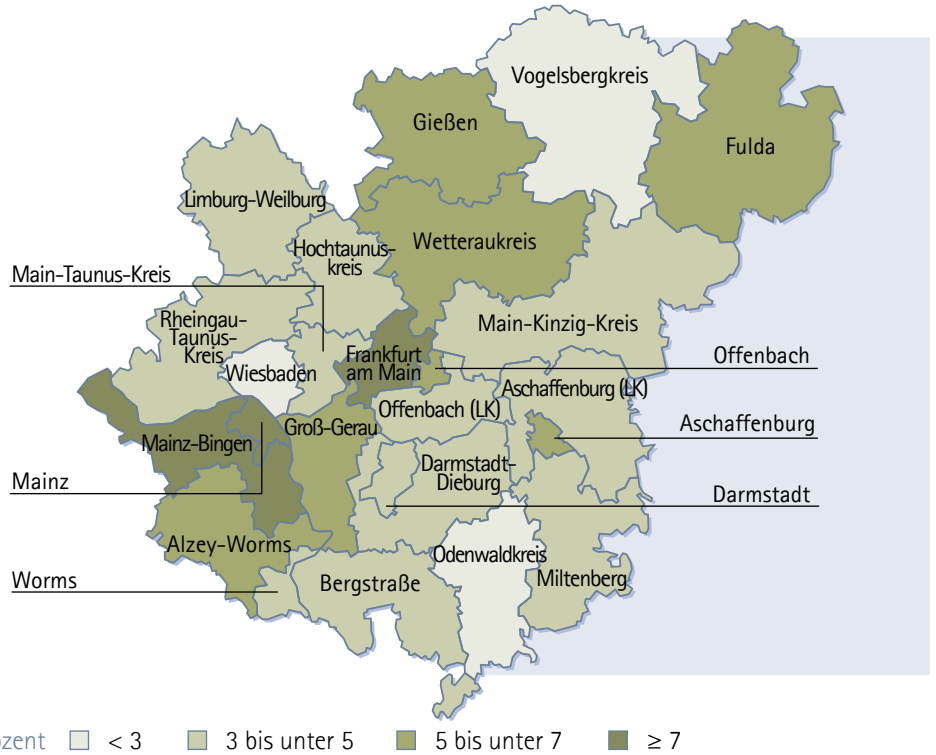 Vogelsbergkreis
Gießen
Fulda
Limburg-Weilburg
Wetteraukreis
Hochtaunus-
kreis
Main-Taunus-Kreis
Rheingau-
Taunus-
Kreis
Main-Kinzig-Kreis
Frankfurt
am Main
Offenbach
Wiesbaden
Aschaffenburg (LK)
Offenbach (LK)
Groß-Gerau
Aschaffenburg
Mainz-Bingen
Darmstadt-
Dieburg
Mainz
Darmstadt
Alzey-Worms
Odenwaldkreis
Worms
Bergstraße
Miltenberg
ozent < 3 3 bis unter 5 5 bis unter 7 ≥ 7